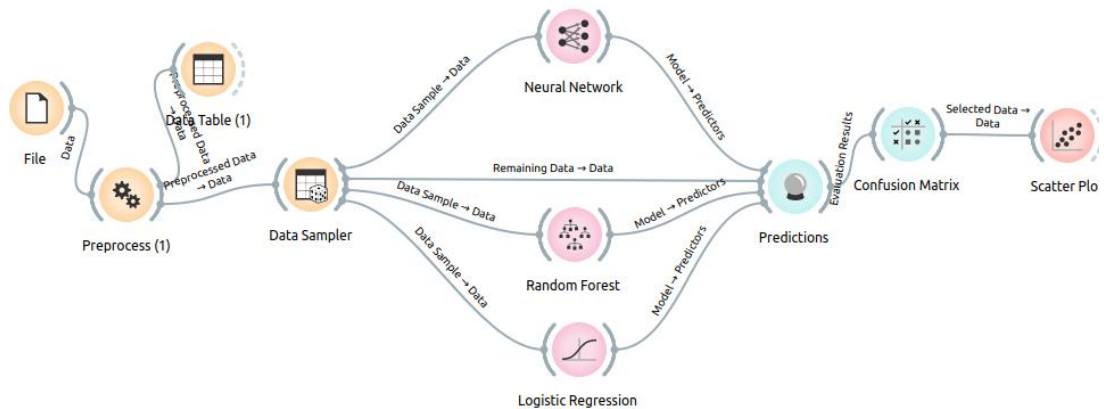 File
Data
Preprocess (1)
Preprocessed Data
→ Data
Data Table (1)
Preprocessed Data
→ Data
Data Sampler
Data Sample → Data
Neural Network
Model → Predictors
Remaining Data → Data
Data Sample → Data
Random Forest
Model → Predictors
Data Sample → Data
Logistic Regression
Model → Predictors
Predictions
Evaluation Results
Confusion Matrix
Selected Data →
Data
Scatter Plo